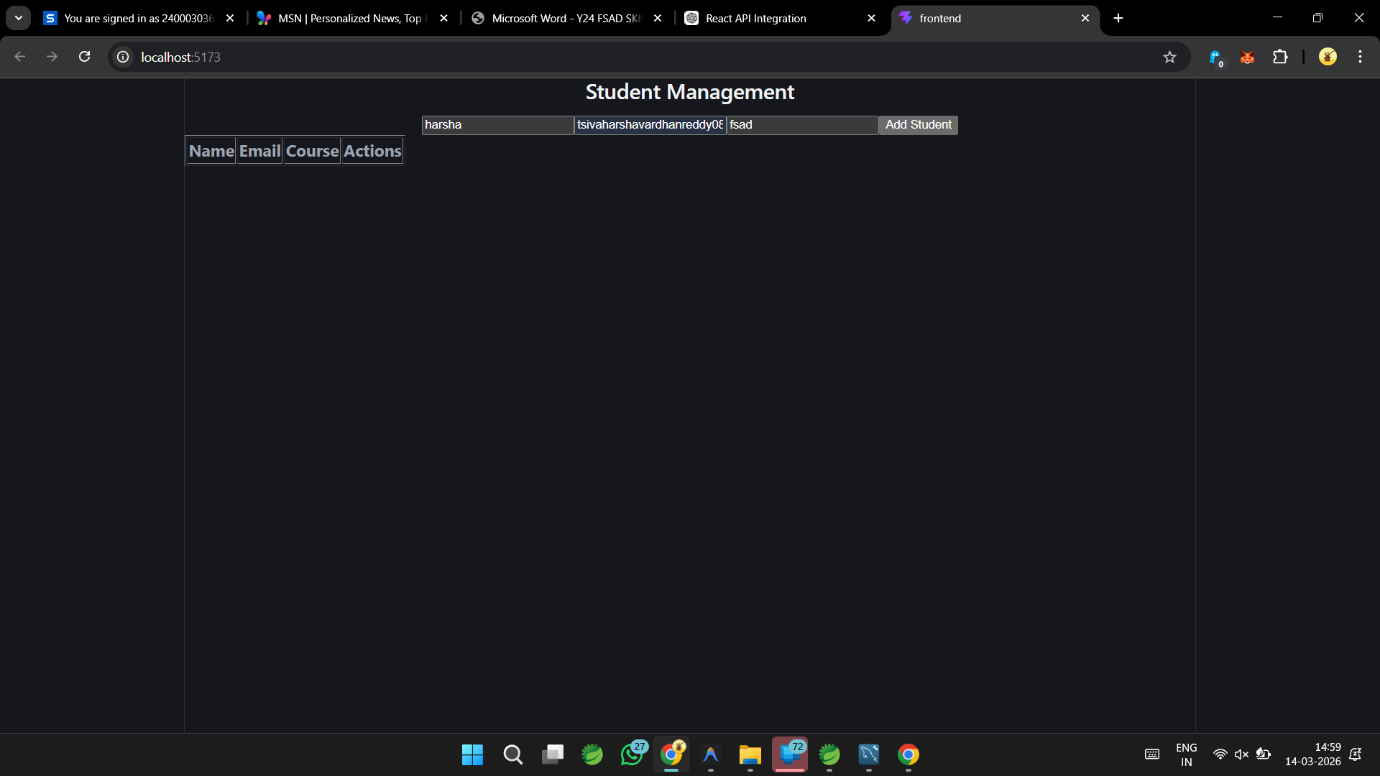 You are signed in as 240003036
MSN | Personalized News, Top
Microsoft Word - Y24 FSAD SKI
React API Integration
frontend
localhost:5173
0
Student Management
harsha
tsivaharshavardhanreddy08
fsad
Add Student
Name Email Course Actions
27
72
ENG
IN
14:59
14-03-2026